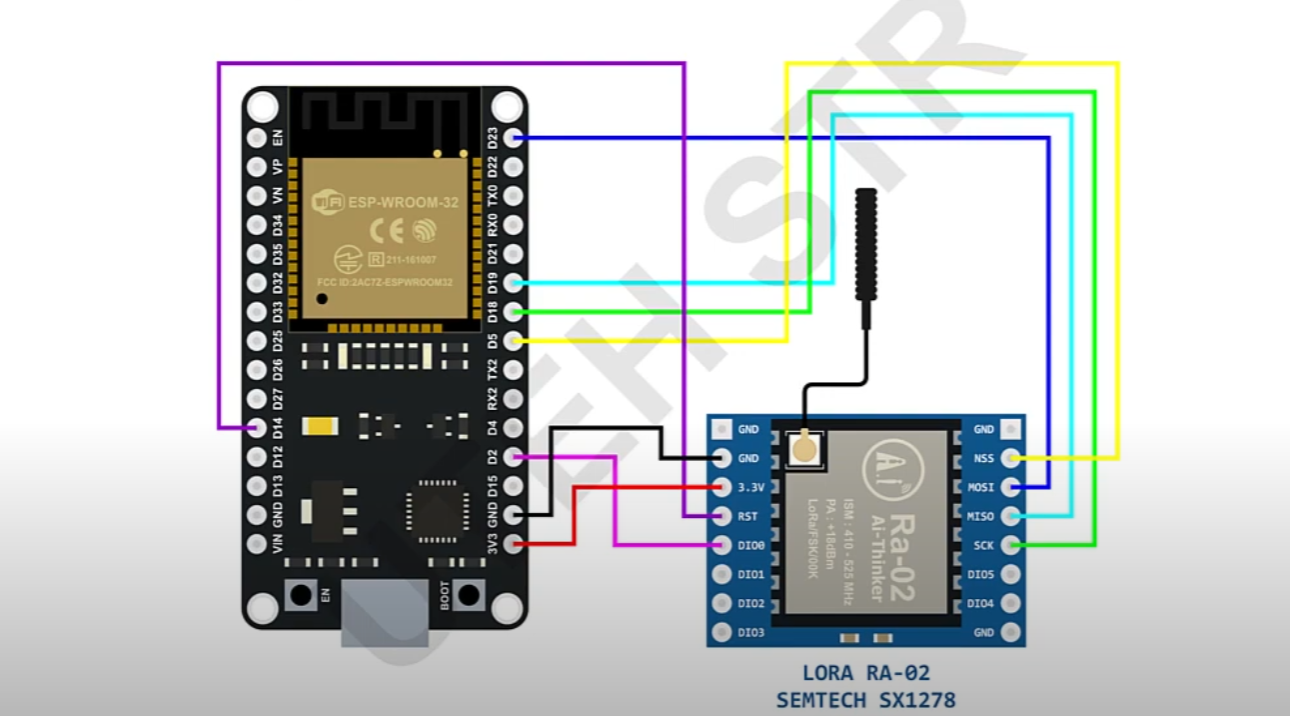 EN
VP
VN
D34
D35
D32
D33
D25
D26
D27
D14
D12
D13
GND
VIN
D23
D22
TX0
RX0
D21
D19
D18
D5
TX2
RX2
D4
D2
D15
GND
3V3
WiFi ESP-WROOM-32
CE
R 211-161007
FCC ID:2AC7Z-ESPWROOM32
EN
BOOT
GND
GND
3.3V
RST
DIO0
DIO1
DIO2
DIO3
GND
NSS
MOSI
MISO
SCK
DIO5
DIO4
GND
A.i
Ra-02
Ai-Thinker
ISM : 410 - 525 MHz
PA : +18dBm
LoRa/FSK/OOK
LORA RA-02
SEMTECH SX1278